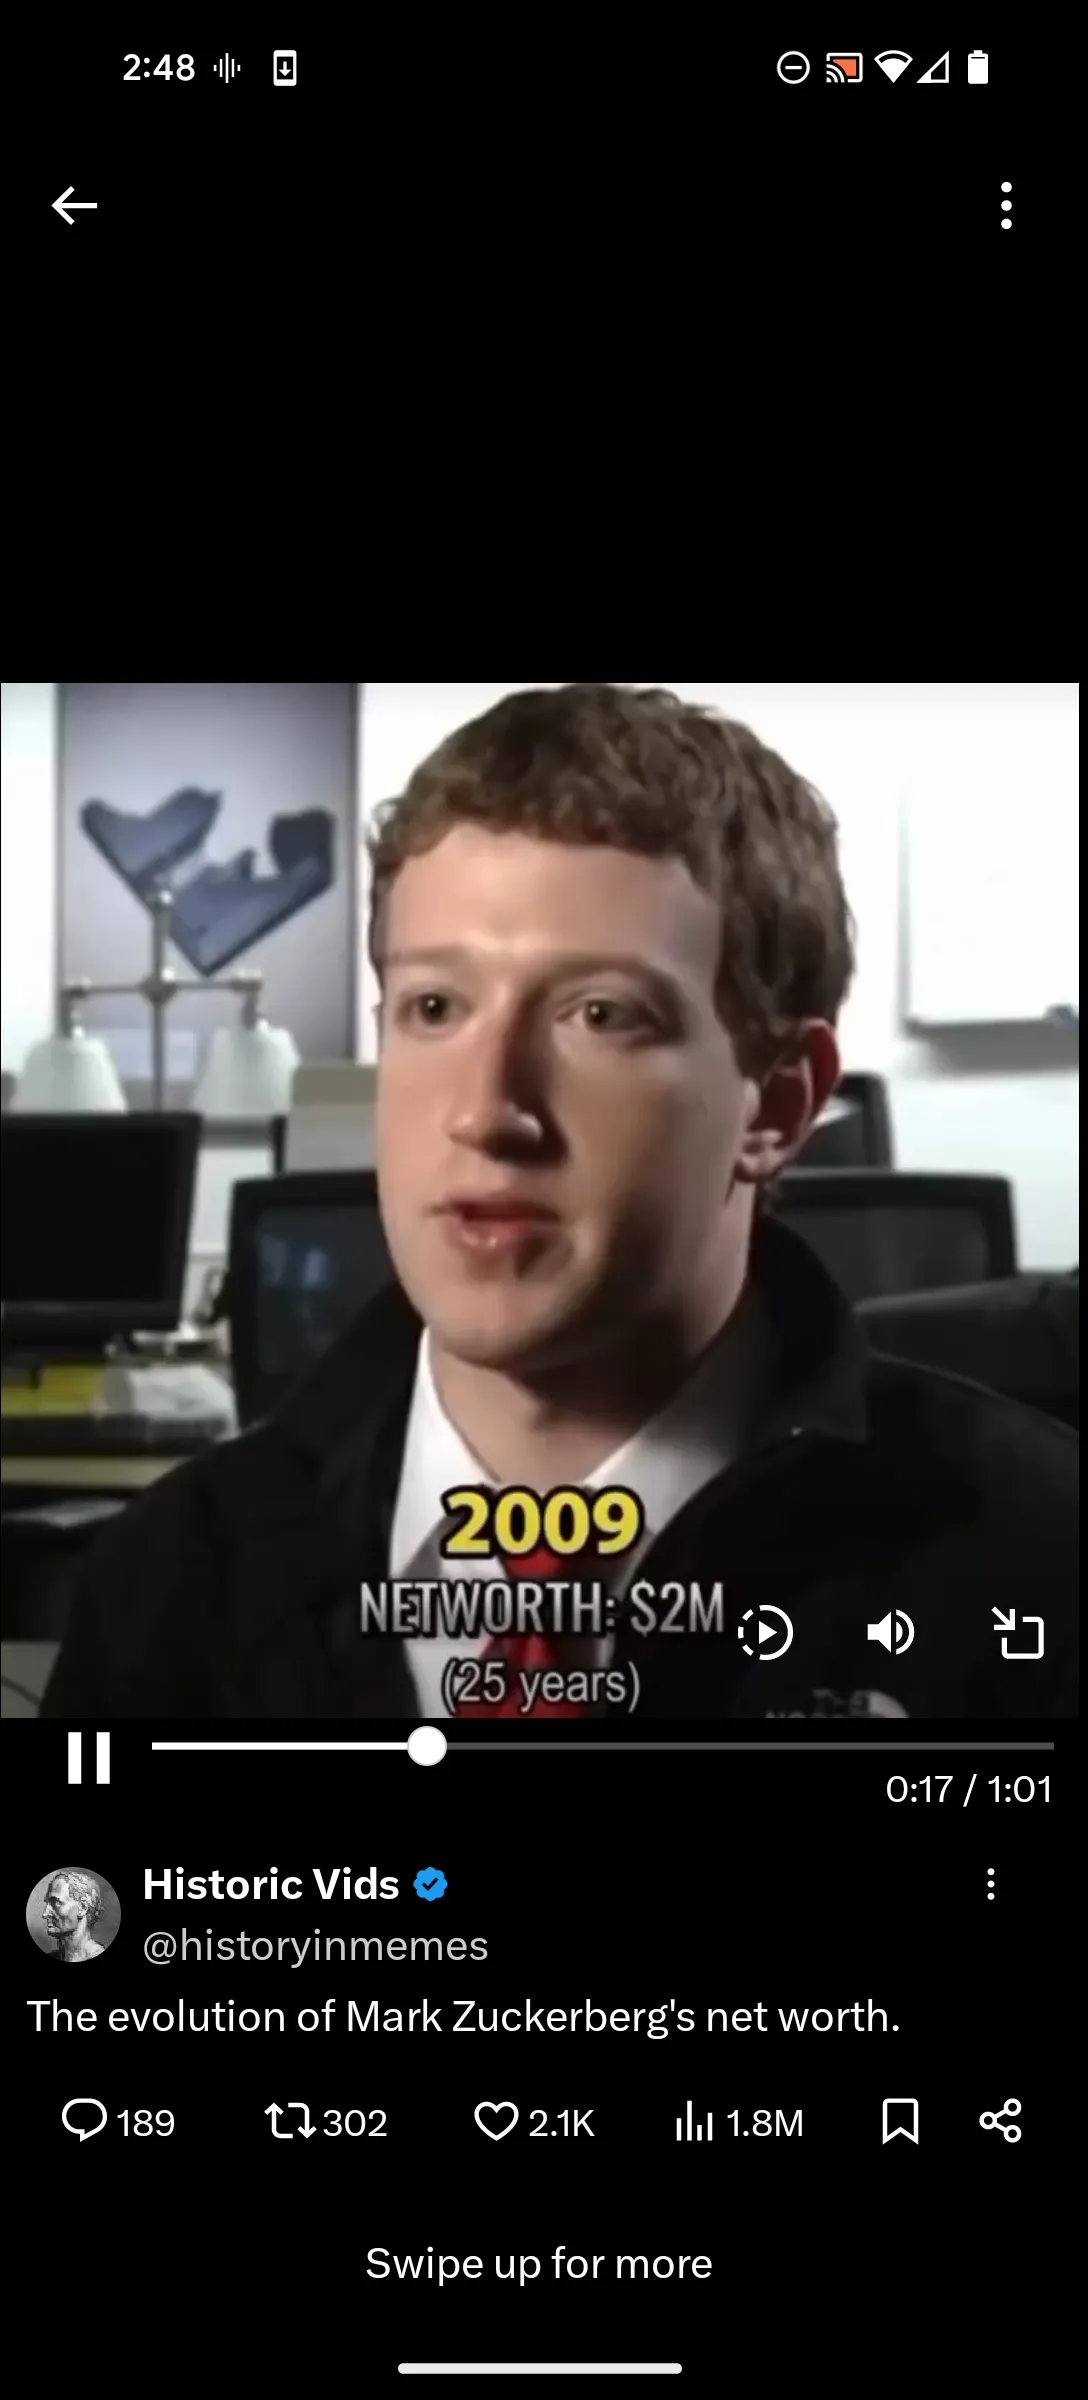 2:48
2009
NETWORTH: $2M
(25 years)
0:17 / 1:01
Historic Vids
@historyinmemes
The evolution of Mark Zuckerberg's net worth.
189 302 2.1K 1.8M
Swipe up for more